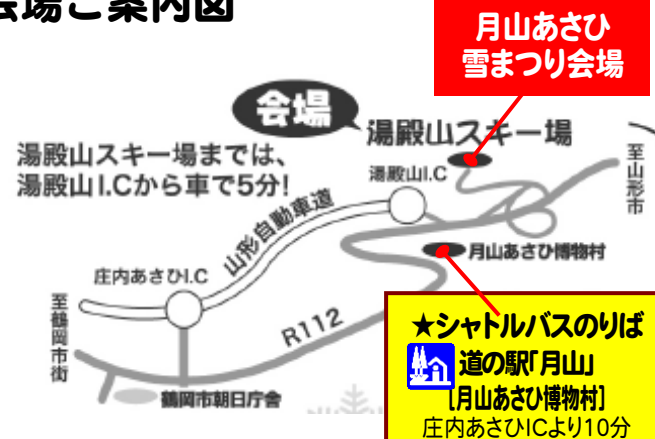 会場ご案内図
月山あさひ
雪まつり会場
会場
湯殿山スキー場
湯殿山スキー場までは、
湯殿山I.Cから車で5分!
湯殿山I.C
至山形市
山形自動車道
月山あさひ博物村
庄内あさひI.C
至鶴岡市街
R112
鶴岡市朝日庁舎
★シャトルバスのりば
道の駅「月山」
[月山あさひ博物村]
庄内あさひICより10分